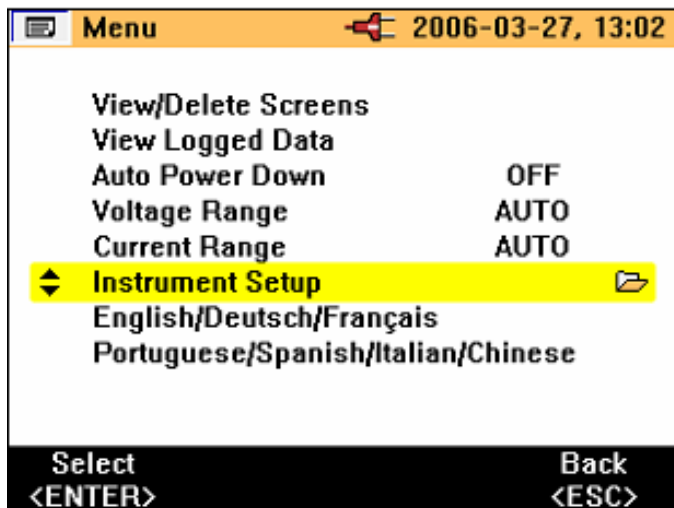 Menu 2006-03-27, 13:02
View/Delete Screens
View Logged Data
Auto Power Down OFF
Voltage Range AUTO
Current Range AUTO
Instrument Setup
English/Deutsch/Français
Portuguese/Spanish/Italian/Chinese
Select Back
<ENTER> <ESC>